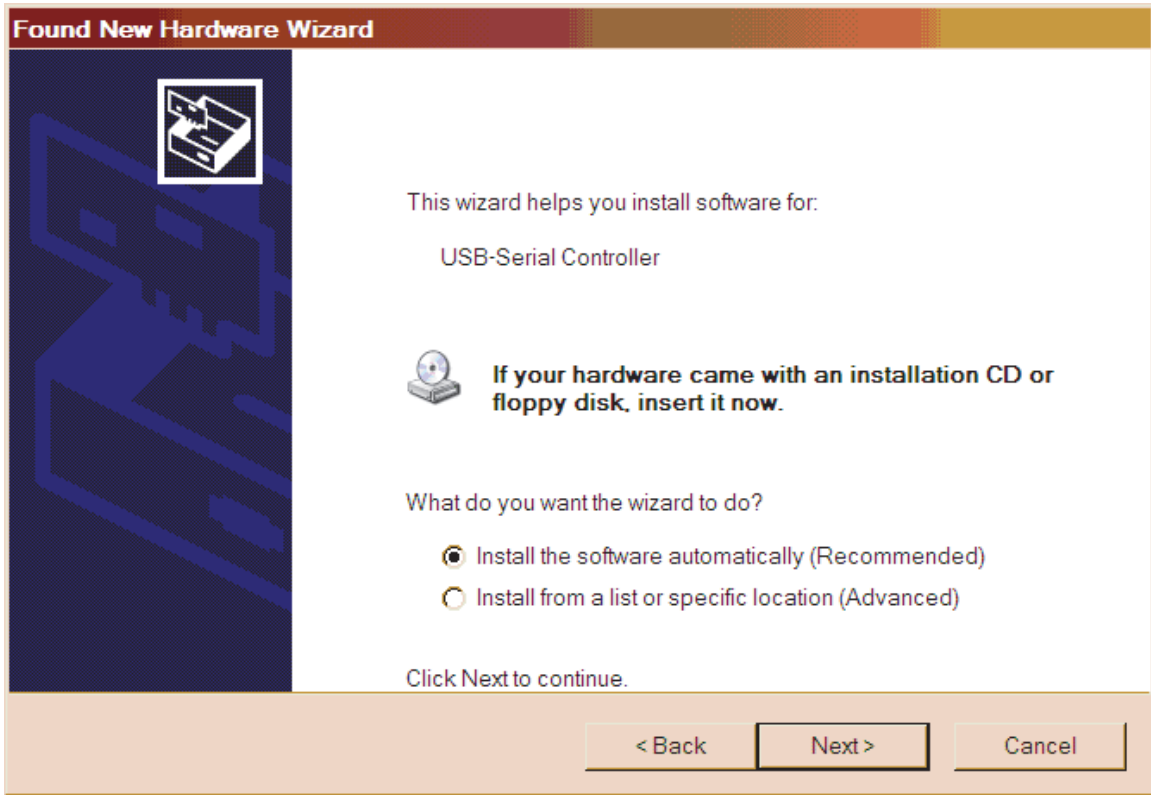 Found New Hardware Wizard
This wizard helps you install software for:
USB-Serial Controller
If your hardware came with an installation CD or
floppy disk, insert it now.
What do you want the wizard to do?
Install the software automatically (Recommended)
Install from a list or specific location (Advanced)
Click Next to continue.
< Back Next > Cancel